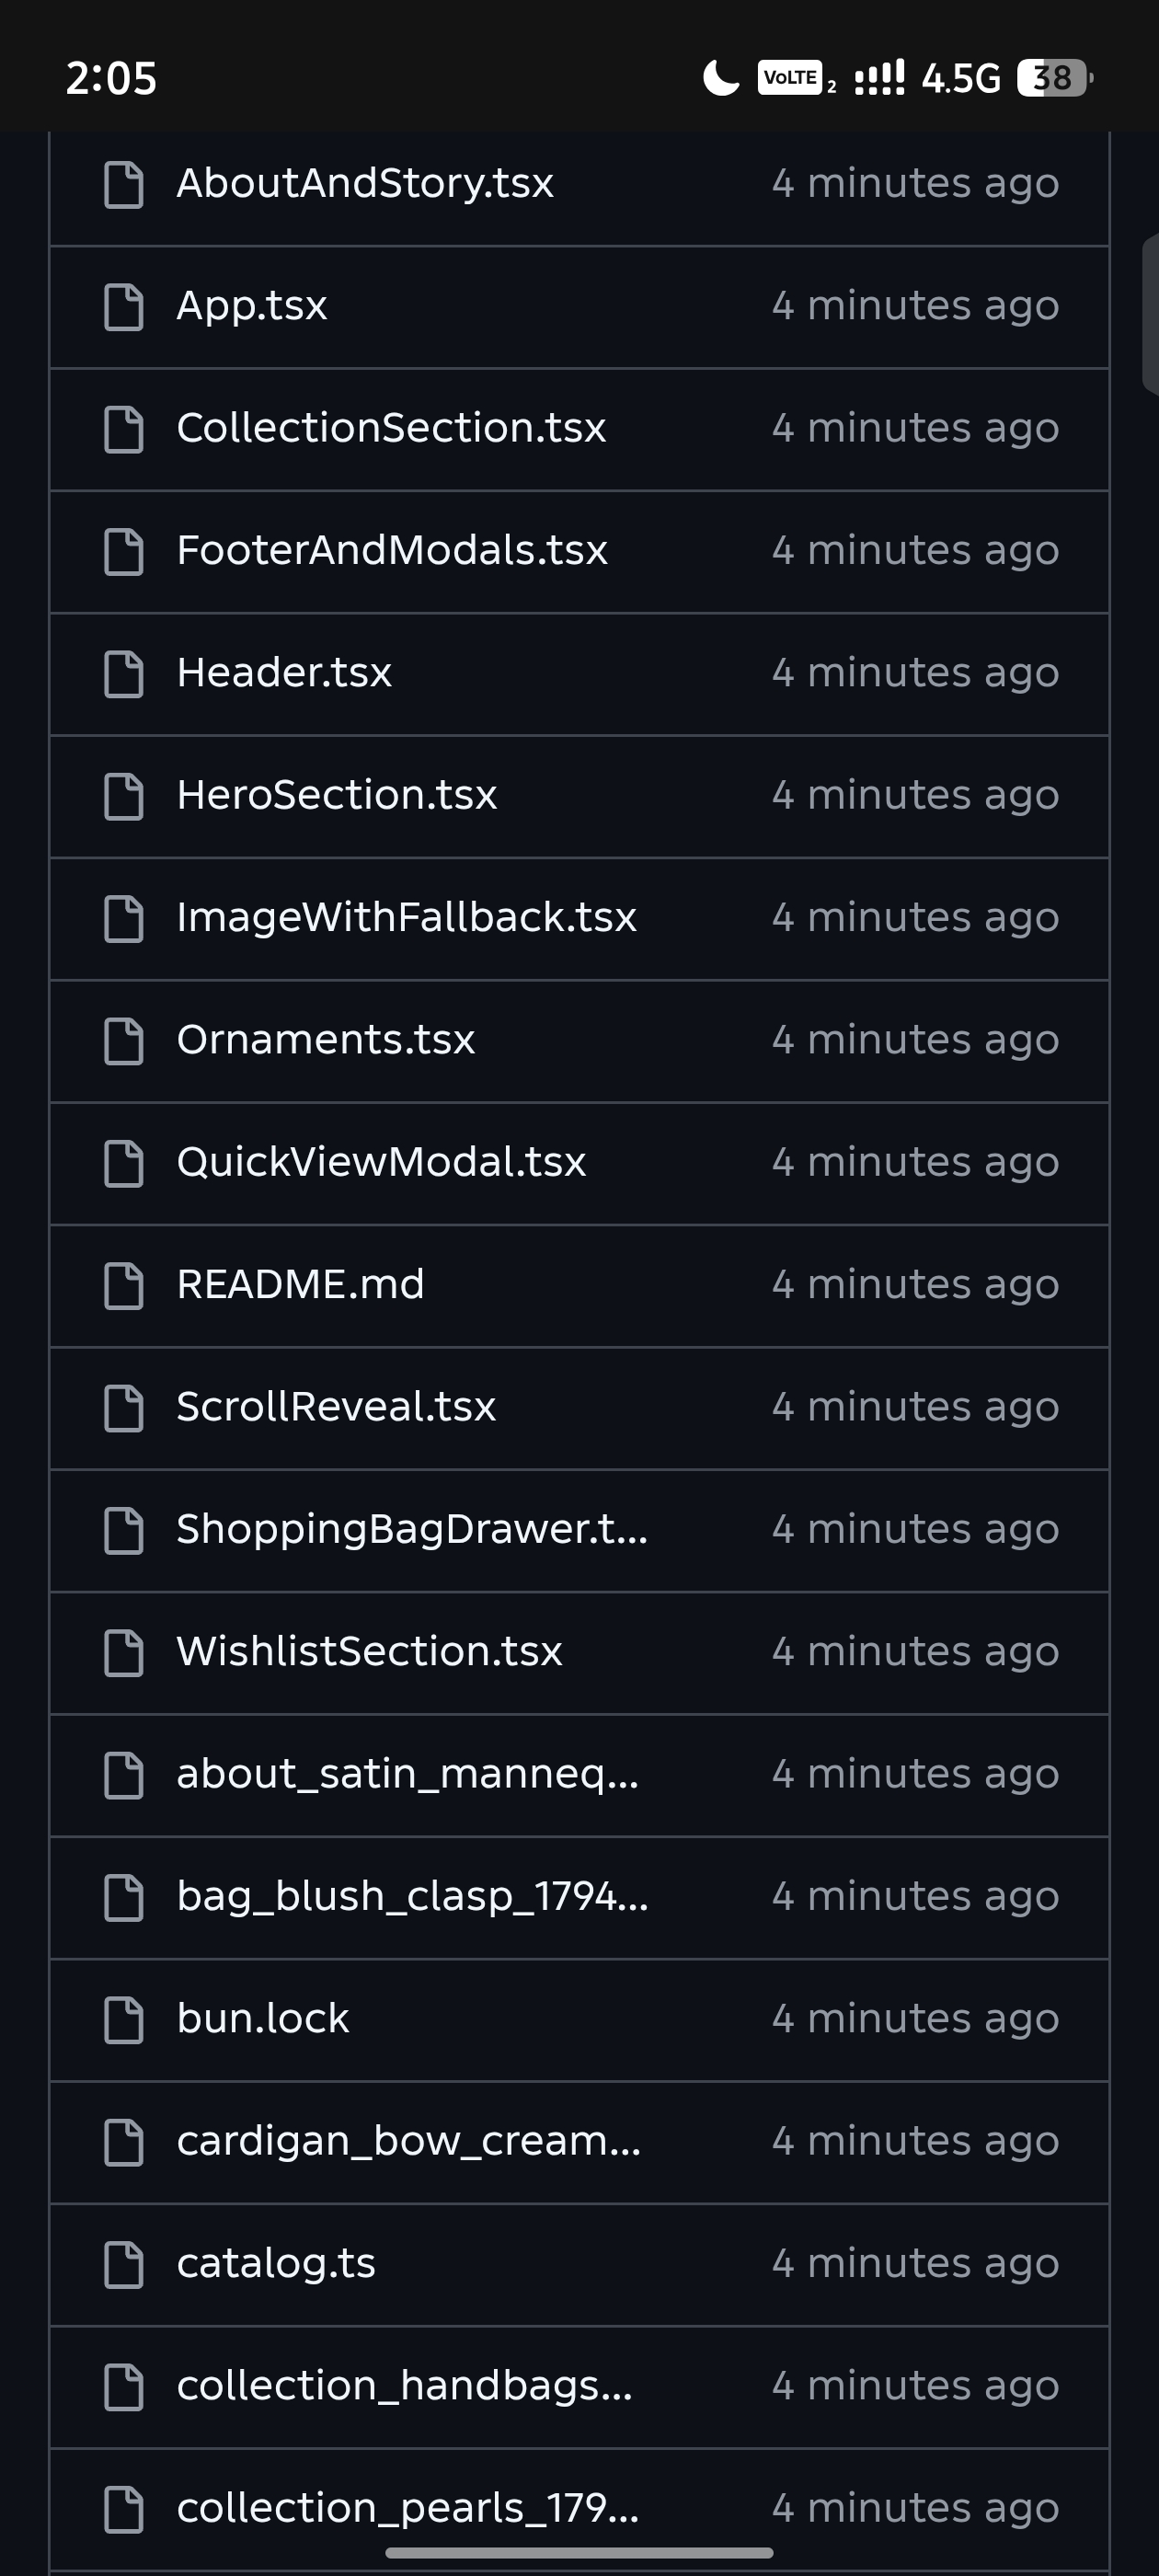 2:05
VoLTE 2 4.5G 38
AboutAndStory.tsx 4 minutes ago
App.tsx 4 minutes ago
CollectionSection.tsx 4 minutes ago
FooterAndModals.tsx 4 minutes ago
Header.tsx 4 minutes ago
HeroSection.tsx 4 minutes ago
ImageWithFallback.tsx 4 minutes ago
Ornaments.tsx 4 minutes ago
QuickViewModal.tsx 4 minutes ago
README.md 4 minutes ago
ScrollReveal.tsx 4 minutes ago
ShoppingBagDrawer.t... 4 minutes ago
WishlistSection.tsx 4 minutes ago
about_satin_manneq... 4 minutes ago
bag_blush_clasp_1794... 4 minutes ago
bun.lock 4 minutes ago
cardigan_bow_cream... 4 minutes ago
catalog.ts 4 minutes ago
collection_handbags... 4 minutes ago
collection_pearls_179... 4 minutes ago